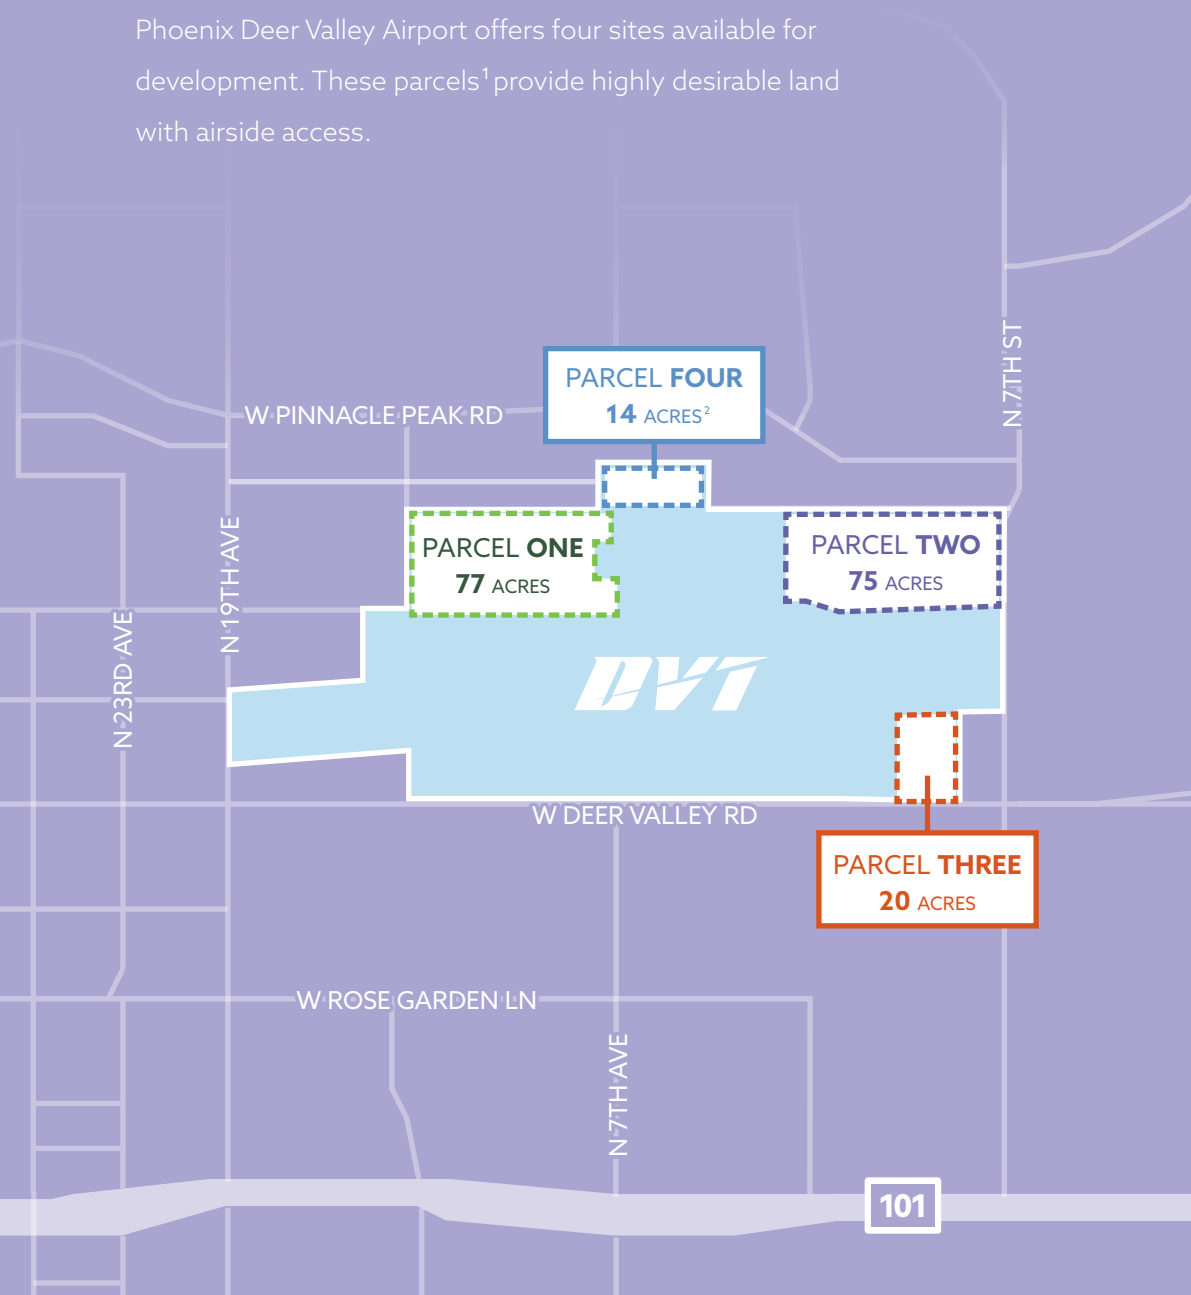 Phoenix Deer Valley Airport offers four sites available for
development. These parcels¹ provide highly desirable land
with airside access.
N 7TH ST
PARCEL FOUR
14 ACRES²
W PINNACLE PEAK RD
N 19TH AVE
PARCEL ONE
77 ACRES
PARCEL TWO
75 ACRES
N 23RD AVE
DVT
W DEER VALLEY RD
PARCEL THREE
20 ACRES
W ROSE GARDEN LN
N 7TH AVE
101